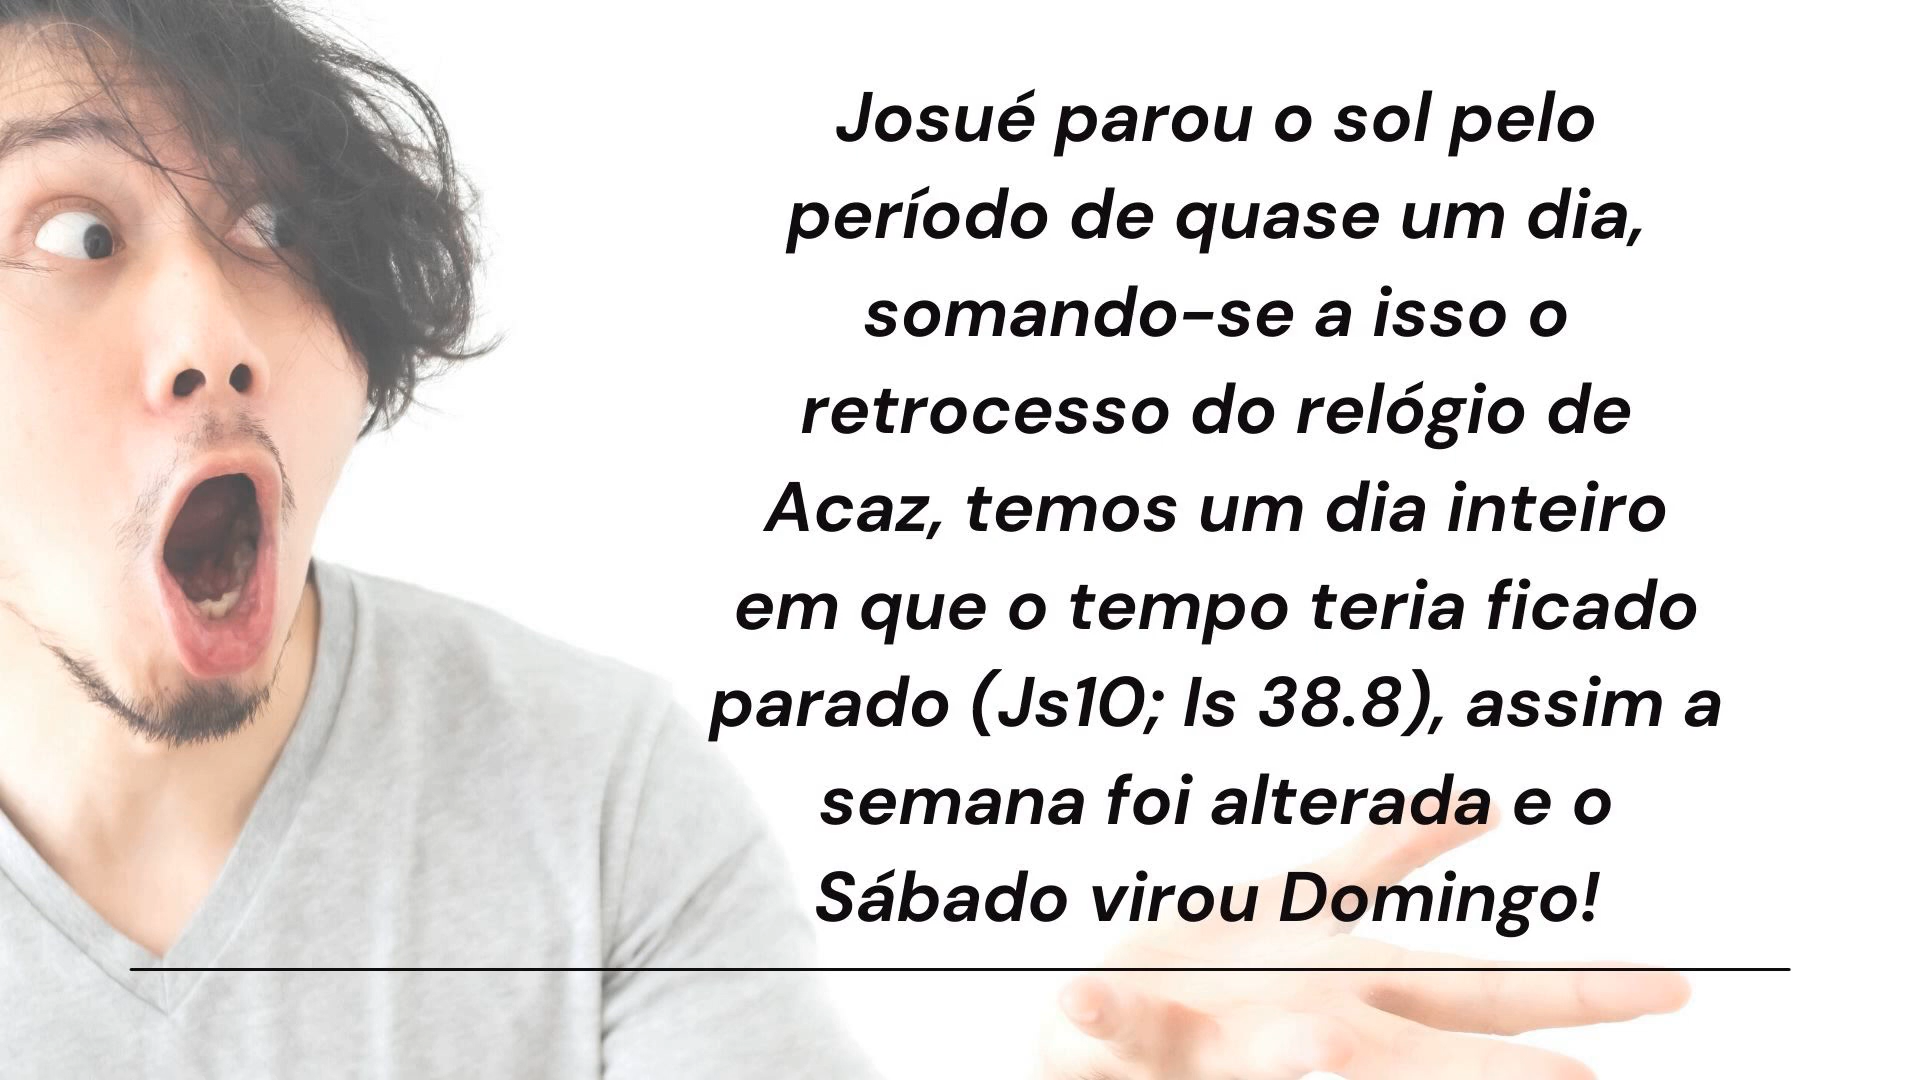 Josué parou o sol pelo
período de quase um dia,
somando-se a isso o
retrocesso do relógio de
Acaz, temos um dia inteiro
em que o tempo teria ficado
parado (Js10; Is 38.8), assim a
semana foi alterada e o
Sábado virou Domingo!